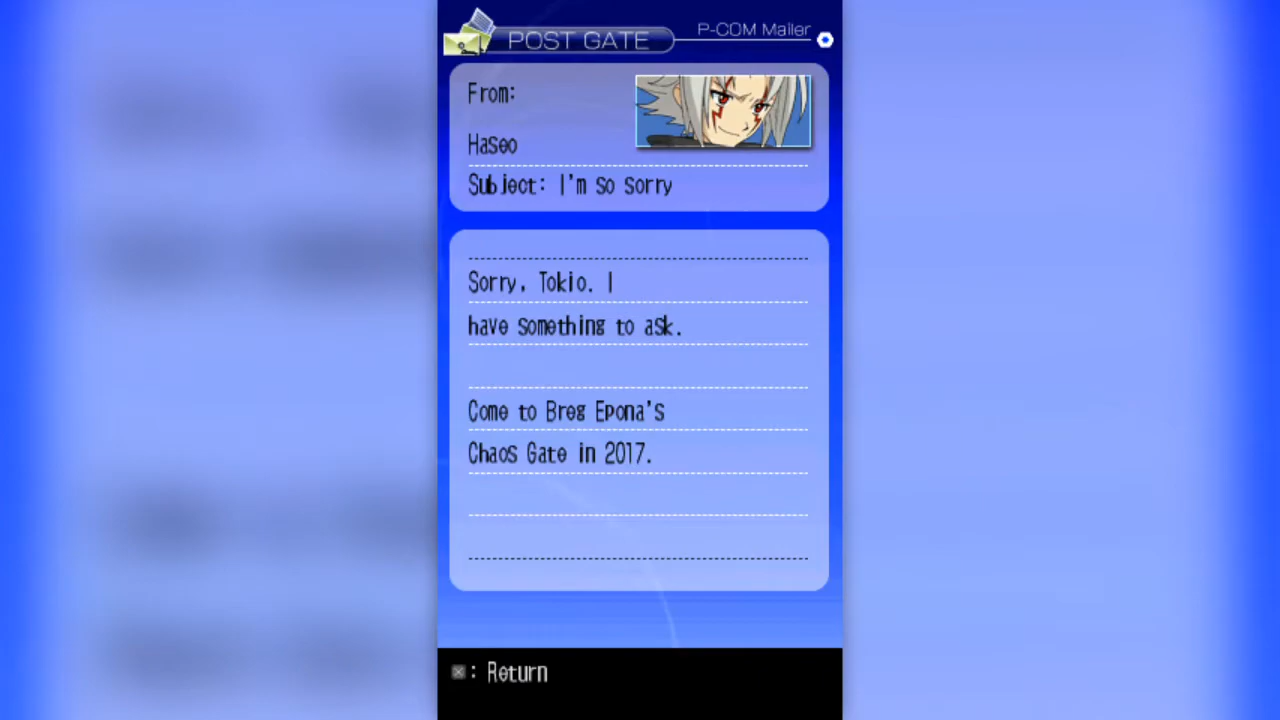 POST GATE
P-COM Mailer
From:
Haseo
Subject: I'm so sorry
Sorry, Tokio. I
have something to ask.
Come to Breg Epona's
Chaos Gate in 2017.
: Return